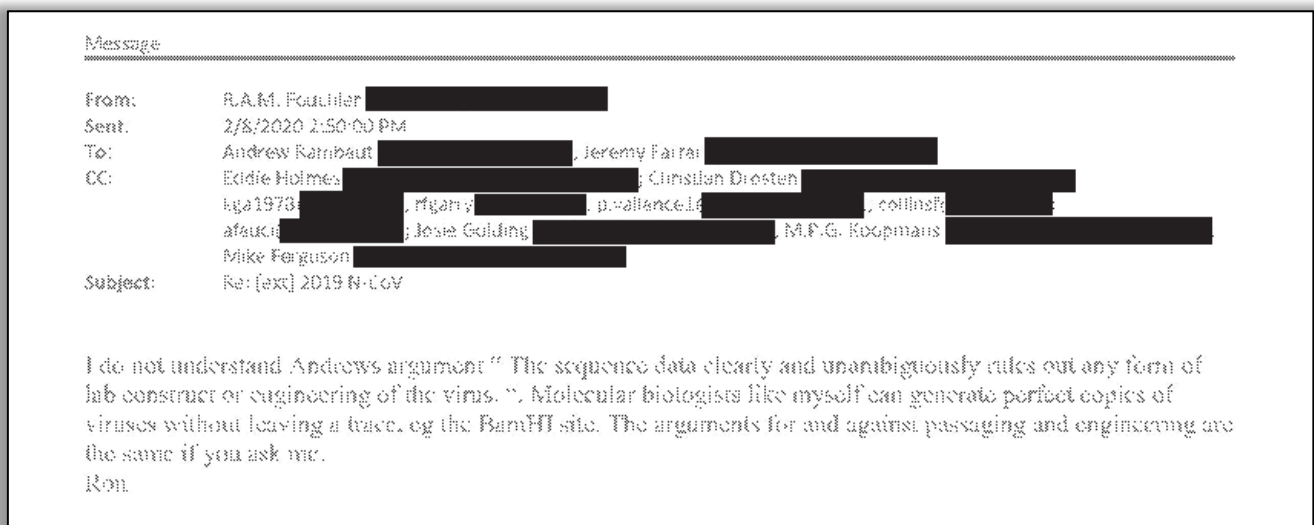 Message
From: R.A.M. Fouchier
Sent: 2/8/2020 2:50:00 PM
To: Andrew Rambaut , Jeremy Farrar
CC: Eddie Holmes ; Christian Drosten
kga1978 , rfgarry , p.vallance1@ , collinsf
afauci ; Josie Golding , M.P.G. Koopmans
Mike Ferguson
Subject: Re: [ext] 2019 N-CoV
I do not understand Andrews argument “ The sequence data clearly and unambiguously rules out any form of
lab construct or engineering of the virus. ”. Molecular biologists like myself can generate perfect copies of
viruses without leaving a trace, eg the BamHI site. The arguments for and against passaging and engineering are
the same if you ask me.
Ron